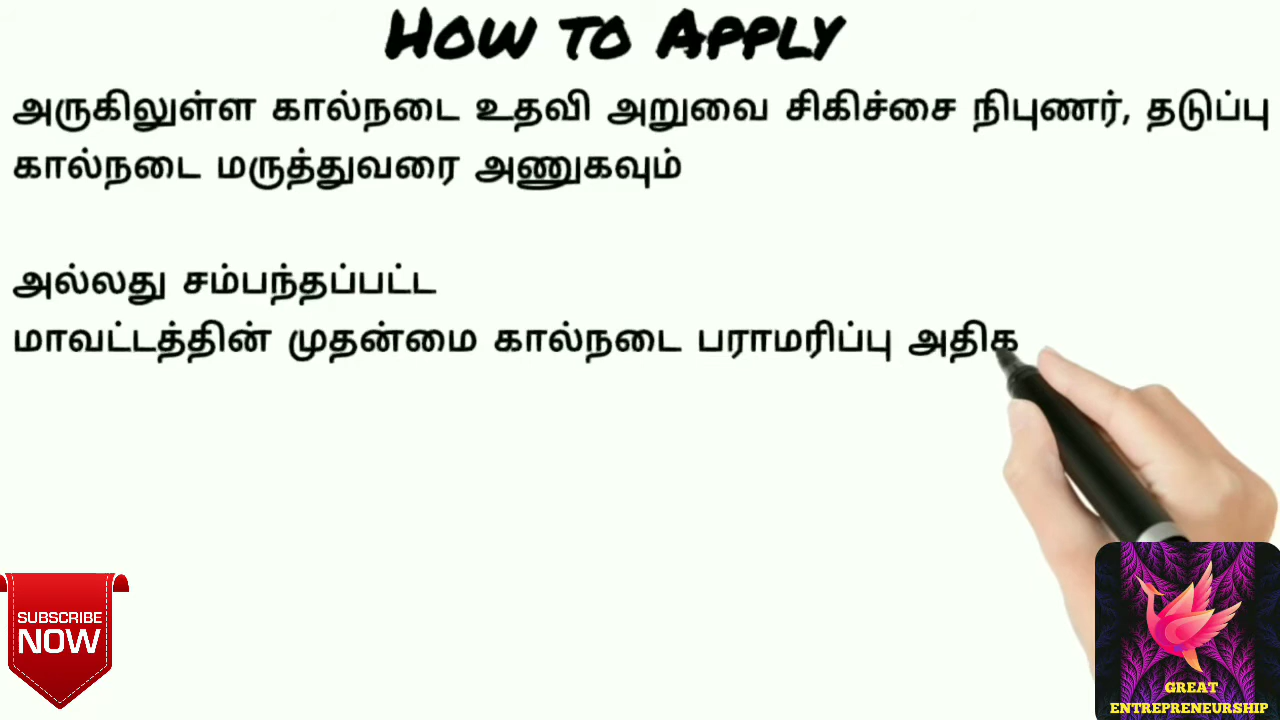 HOW TO APPLY
அருகிலுள்ள கால்நடை உதவி அறுவை சிகிச்சை நிபுணர், தடுப்பு
கால்நடை மருத்துவரை அணுகவும்
அல்லது சம்பந்தப்பட்ட
மாவட்டத்தின் முதன்மை கால்நடை பராமரிப்பு அதிக
SUBSCRIBE
NOW
GREAT
ENTREPRENEURSHIP